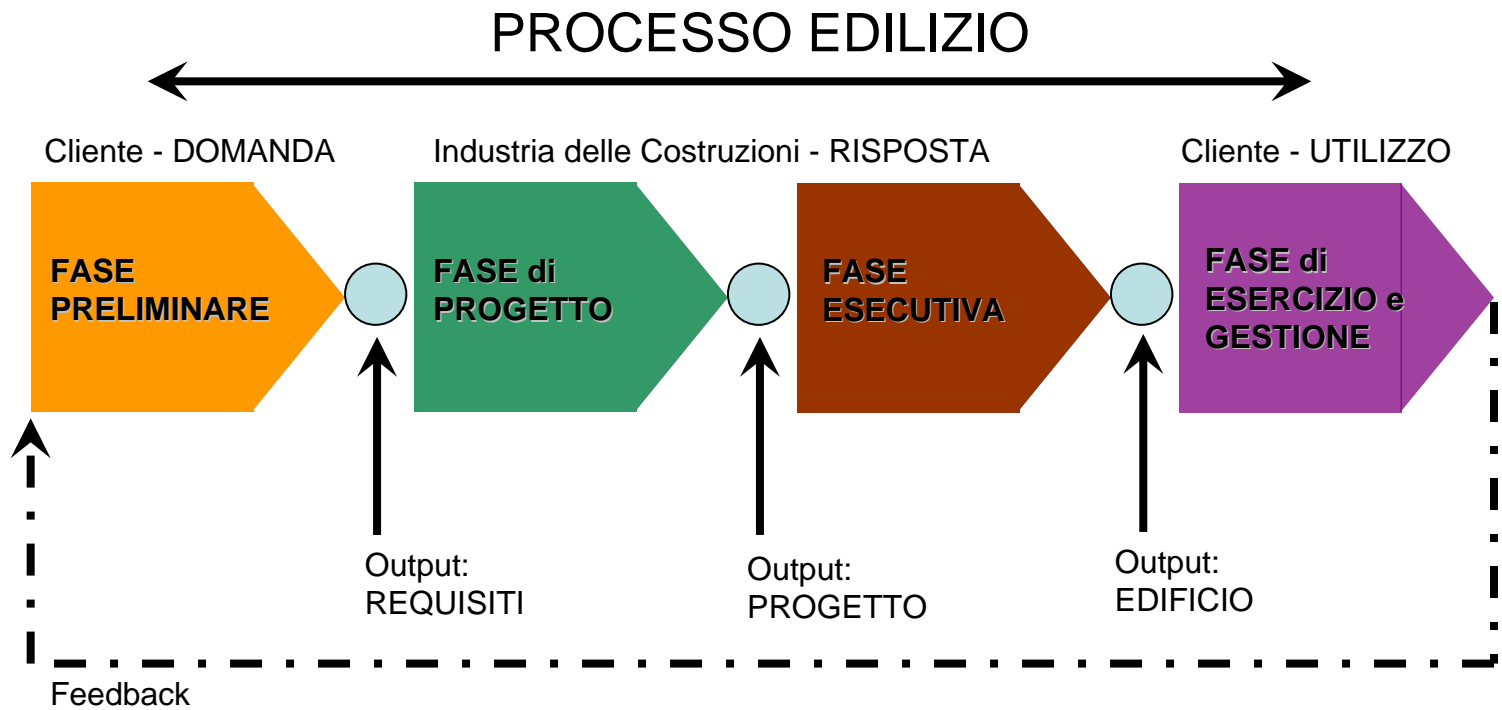 PROCESSO EDILIZIO
Cliente - DOMANDA
Industria delle Costruzioni - RISPOSTA
Cliente - UTILIZZO
FASE
PRELIMINARE
FASE di
PROGETTO
FASE
ESECUTIVA
FASE di
ESERCIZIO e
GESTIONE
Output:
REQUISITI
Output:
PROGETTO
Output:
EDIFICIO
Feedback